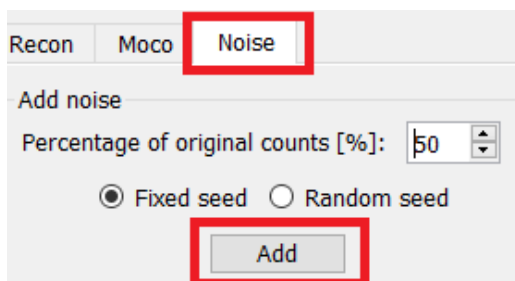 Recon Moco Noise
Add noise
Percentage of original counts [%]: 50
Fixed seed Random seed
Add